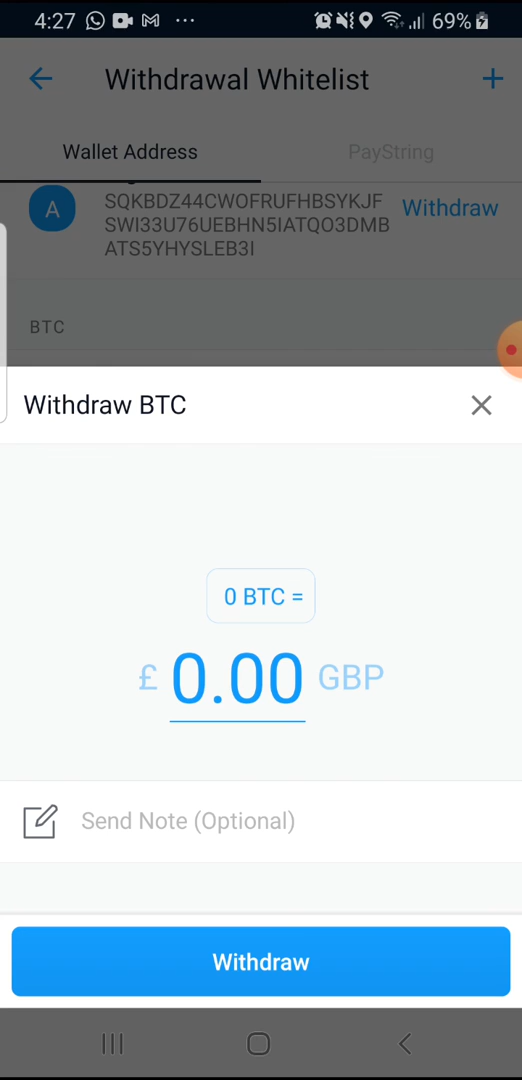 4:27 69%
Withdrawal Whitelist
Wallet Address PayString
A
SQKBDZ44CWOFRUFHBSYKJF
SWI33U76UEBHN5IATQO3DMB
ATS5YHYSLEB3I
Withdraw
BTC
Withdraw BTC
0 BTC =
£ 0.00 GBP
Send Note (Optional)
Withdraw